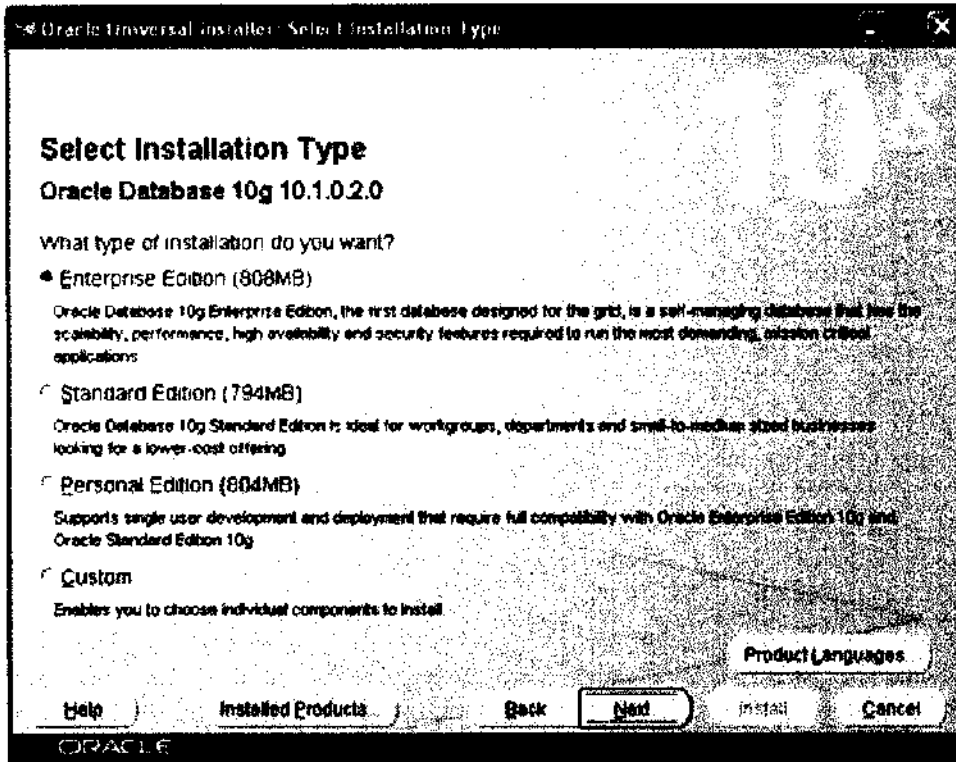 Oracle Universal Installer: Select Installation Type
10g
Select Installation Type
Oracle Database 10g 10.1.0.2.0
What type of installation do you want?
Enterprise Edition (808MB)
Oracle Database 10g Enterprise Edition, the first database designed for the grid, is a self-managing database that has the
scalability, performance, high availability and security features required to run the most demanding, mission critical
applications
Standard Edition (794MB)
Oracle Database 10g Standard Edition is ideal for workgroups, departments and small-to-medium sized businesses
looking for a lower-cost offering
Personal Edition (804MB)
Supports single user development and deployment that require full compatibility with Oracle Enterprise Edition 10g and
Oracle Standard Edition 10g
Custom
Enables you to choose individual components to install.
Product Languages
Help Installed Products Back Next Install Cancel
ORACLE